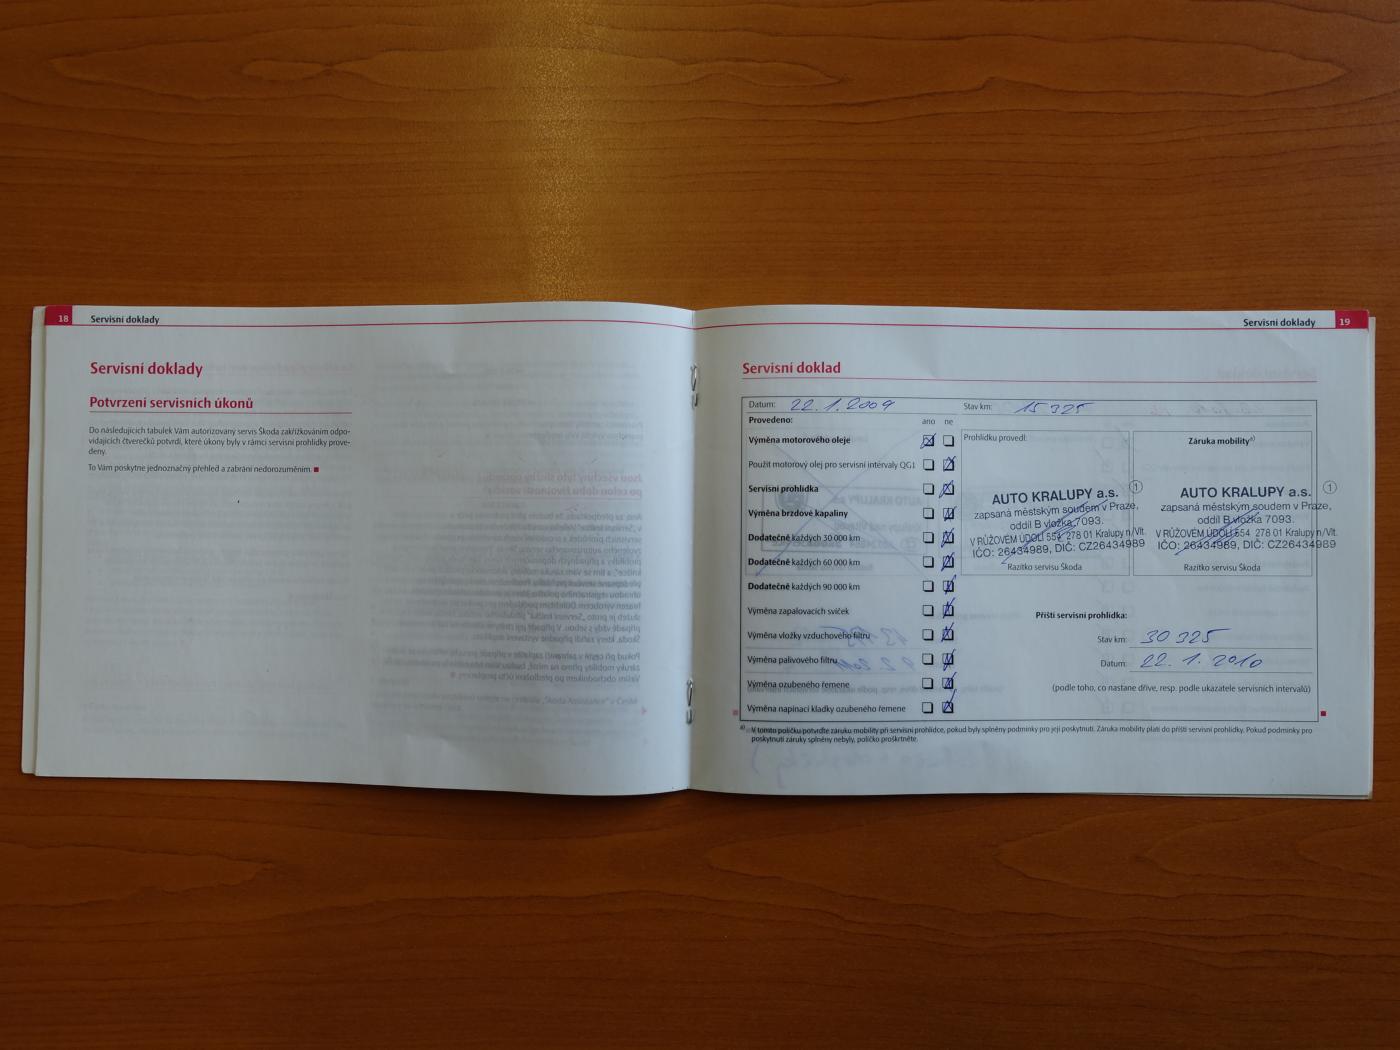 18 Servisní doklady
Servisní doklady
Potvrzení servisních úkonů
Do následujících tabulek Vám autorizovaný servis Škoda zakřížkováním odpo-
vídajících čtverečků potvrdí, které úkony byly v rámci servisní prohlídky prove-
deny.
To Vám poskytne jednoznačný přehled a zabrání nedorozuměním.
Servisní doklady 19
Servisní doklad
Datum: 22.1.2009 Stav km: 15 325
Provedeno: ano ne
Výměna motorového oleje
Použit motorový olej pro servisní intervaly QG1
Servisní prohlídka
Výměna brzdové kapaliny
Dodatečně každých 30 000 km
Dodatečně každých 60 000 km
Dodatečně každých 90 000 km
Výměna zapalovacích svíček
Výměna vložky vzduchového filtru
Výměna palivového filtru
Výměna ozubeného řemene
Výměna napínací kladky ozubeného řemene
Prohlídku provedl:
AUTO KRALUPY a.s. 1
zapsaná městským soudem v Praze,
oddíl B vložka 7093.
V RŮŽOVÉM ÚDOLÍ 554 278 01 Kralupy n/Vlt.
IČO: 26434989, DIČ: CZ26434989
Razítko servisu Škoda
Záruka mobility a)
AUTO KRALUPY a.s. 1
zapsaná městským soudem v Praze,
oddíl B vložka 7093.
V RŮŽOVÉM ÚDOLÍ 554 278 01 Kralupy n/Vlt.
IČO: 26434989, DIČ: CZ26434989
Razítko servisu Škoda
Příští servisní prohlídka:
Stav km: 30 325
Datum: 22. 1. 2010
(podle toho, co nastane dříve, resp. podle ukazatele servisních intervalů)
a) V tomto políčku potvrďte záruku mobility při servisní prohlídce, pokud byly splněny podmínky pro její poskytnutí. Záruka mobility platí do příští servisní prohlídky. Pokud podmínky pro
poskytnutí záruky splněny nebyly, políčko proškrtněte.